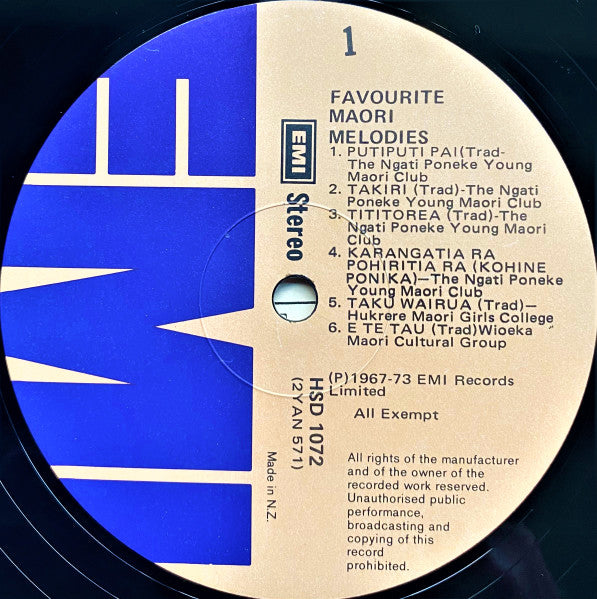 1
FAVOURITE
MAORI
MELODIES
1. PUTIPUTI PAI(Trad-
The Ngati Poneke Young
Maori Club
2. TAKIRI (Trad)-The Ngati
Poneke Young Maori Club
3. TITITOREA (Trad)-The
Ngati Poneke Young Maori
Club
4. KARANGATIA RA
POHIRITIA RA (KOHINE
PONIKA)—The Ngati Poneke
Young Maori Club
5. TAKU WAIRUA (Trad)—
Hukrere Maori Girls College
6. E TE TAU (Trad)Wioeka
Maori Cultural Group
(P)1967-73 EMI Records
Limited
All Exempt
All rights of the manufacturer
and of the owner of the
recorded work reserved.
Unauthorised public
performance,
broadcasting and
copying of this
record
prohibited.
EMI
Stereo
HSD 1072
(2YAN 571)
Made in N.Z.
EMI